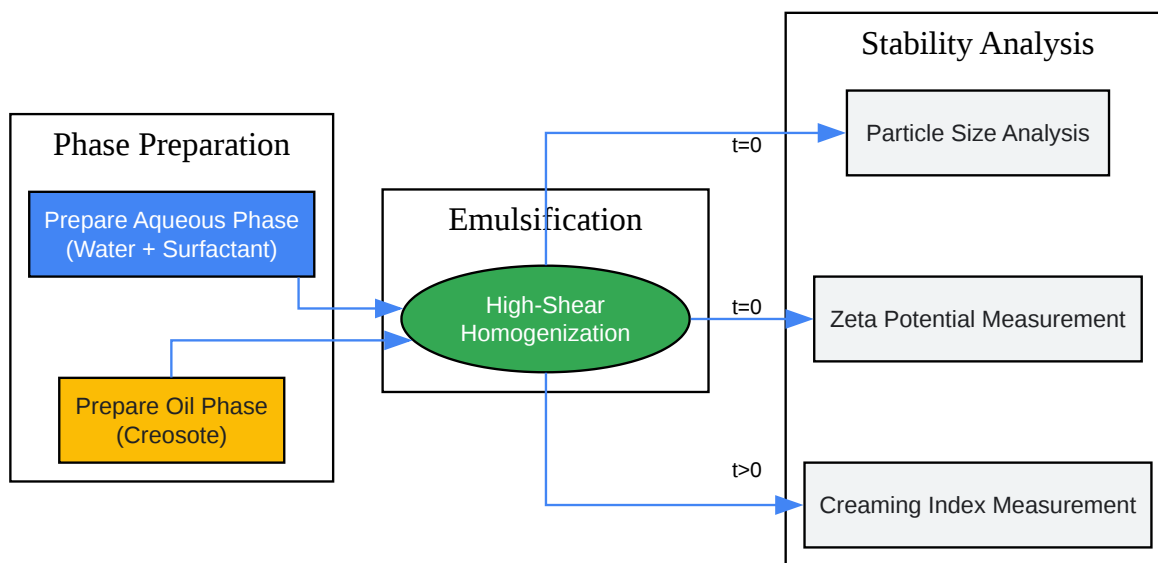 Phase Preparation
Prepare Aqueous Phase
(Water + Surfactant)
Prepare Oil Phase
(Creosote)
Emulsification
High-Shear
Homogenization
t=0
t=0
t>0
Stability Analysis
Particle Size Analysis
Zeta Potential Measurement
Creaming Index Measurement